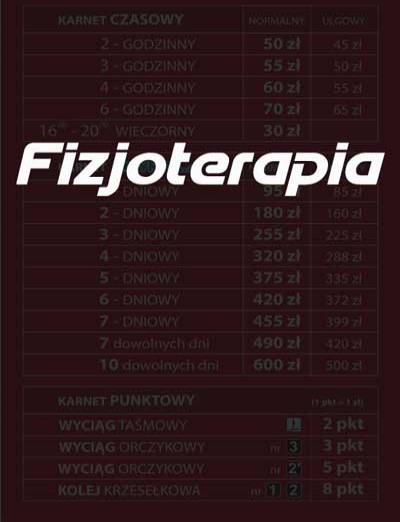 KARNET CZASOWY NORMALNY ULGOWY
2 - GODZINNY 50 zł 45 zł
3 - GODZINNY 55 zł 50 zł
4 - GODZINNY 60 zł 55 zł
6 - GODZINNY 70 zł 65 zł
16⁰⁰ - 20⁰⁰ WIECZORNY 30 zł
Fizjoterapia
DNIOWY 95 zł 85 zł
2 - DNIOWY 180 zł 160 zł
3 - DNIOWY 255 zł 225 zł
4 - DNIOWY 320 zł 288 zł
5 - DNIOWY 375 zł 335 zł
6 - DNIOWY 420 zł 372 zł
7 - DNIOWY 455 zł 399 zł
7 dowolnych dni 490 zł 420 zł
10 dowolnych dni 600 zł 500 zł
KARNET PUNKTOWY (1 pkt = 1 zł)
WYCIĄG TAŚMOWY 1 2 pkt
WYCIĄG ORCZYKOWY nr 3 3 pkt
WYCIĄG ORCZYKOWY nr 2' 5 pkt
KOLEJ KRZESEŁKOWA nr 1 2 8 pkt